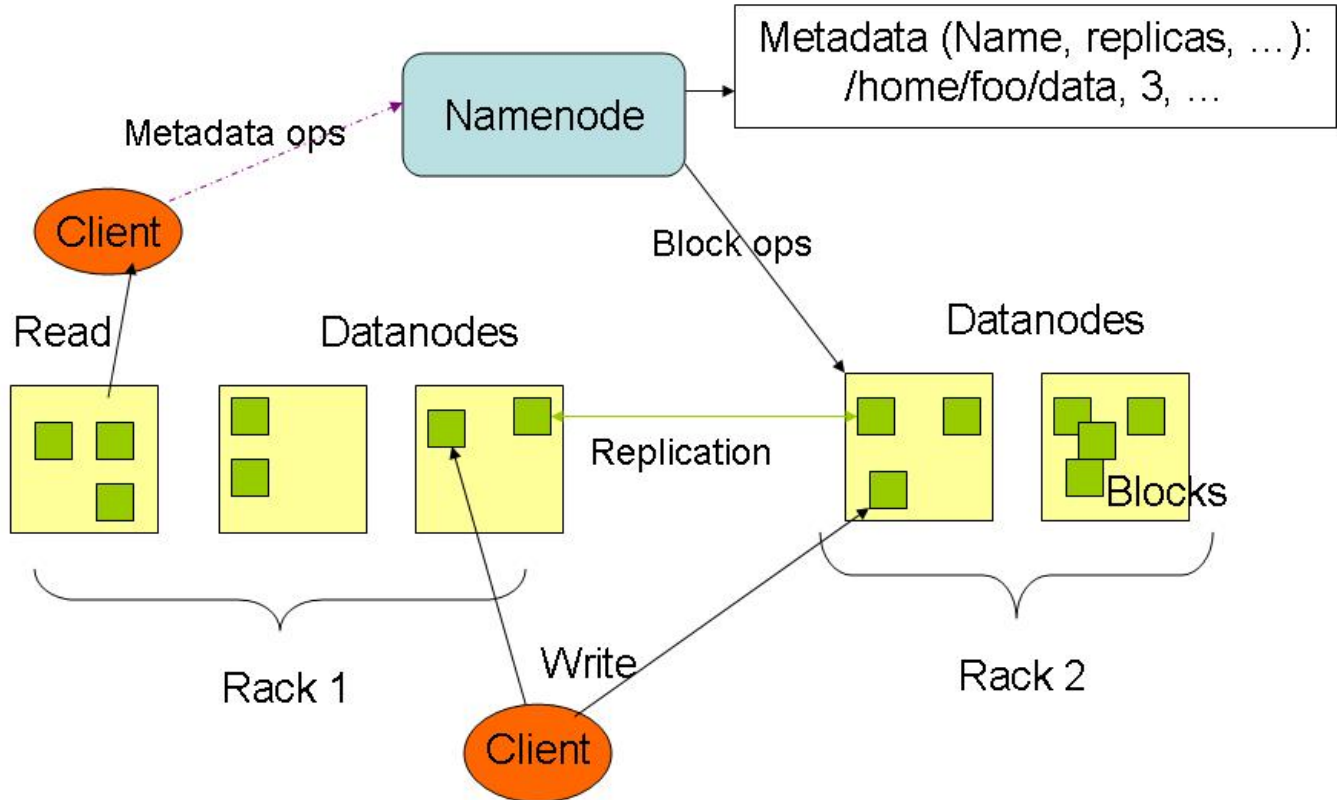 Metadata (Name, replicas, …):
/home/foo/data, 3, …
Namenode
Metadata ops
Client
Block ops
Read
Datanodes
Datanodes
Replication
Blocks
Rack 1
Write
Rack 2
Client